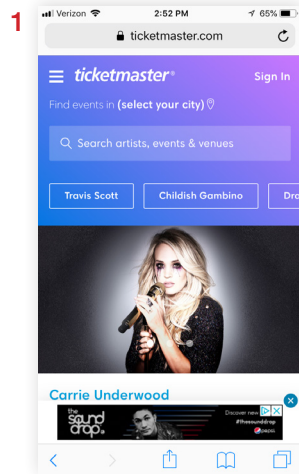 1
Verizon 2:52 PM 65%
ticketmaster.com
ticketmaster® Sign In
Find events in (select your city)
Search artists, events & venues
Travis Scott Childish Gambino Dra
Carrie Underwood
the sound drop
Discover new
#thesounddrop
pepsi